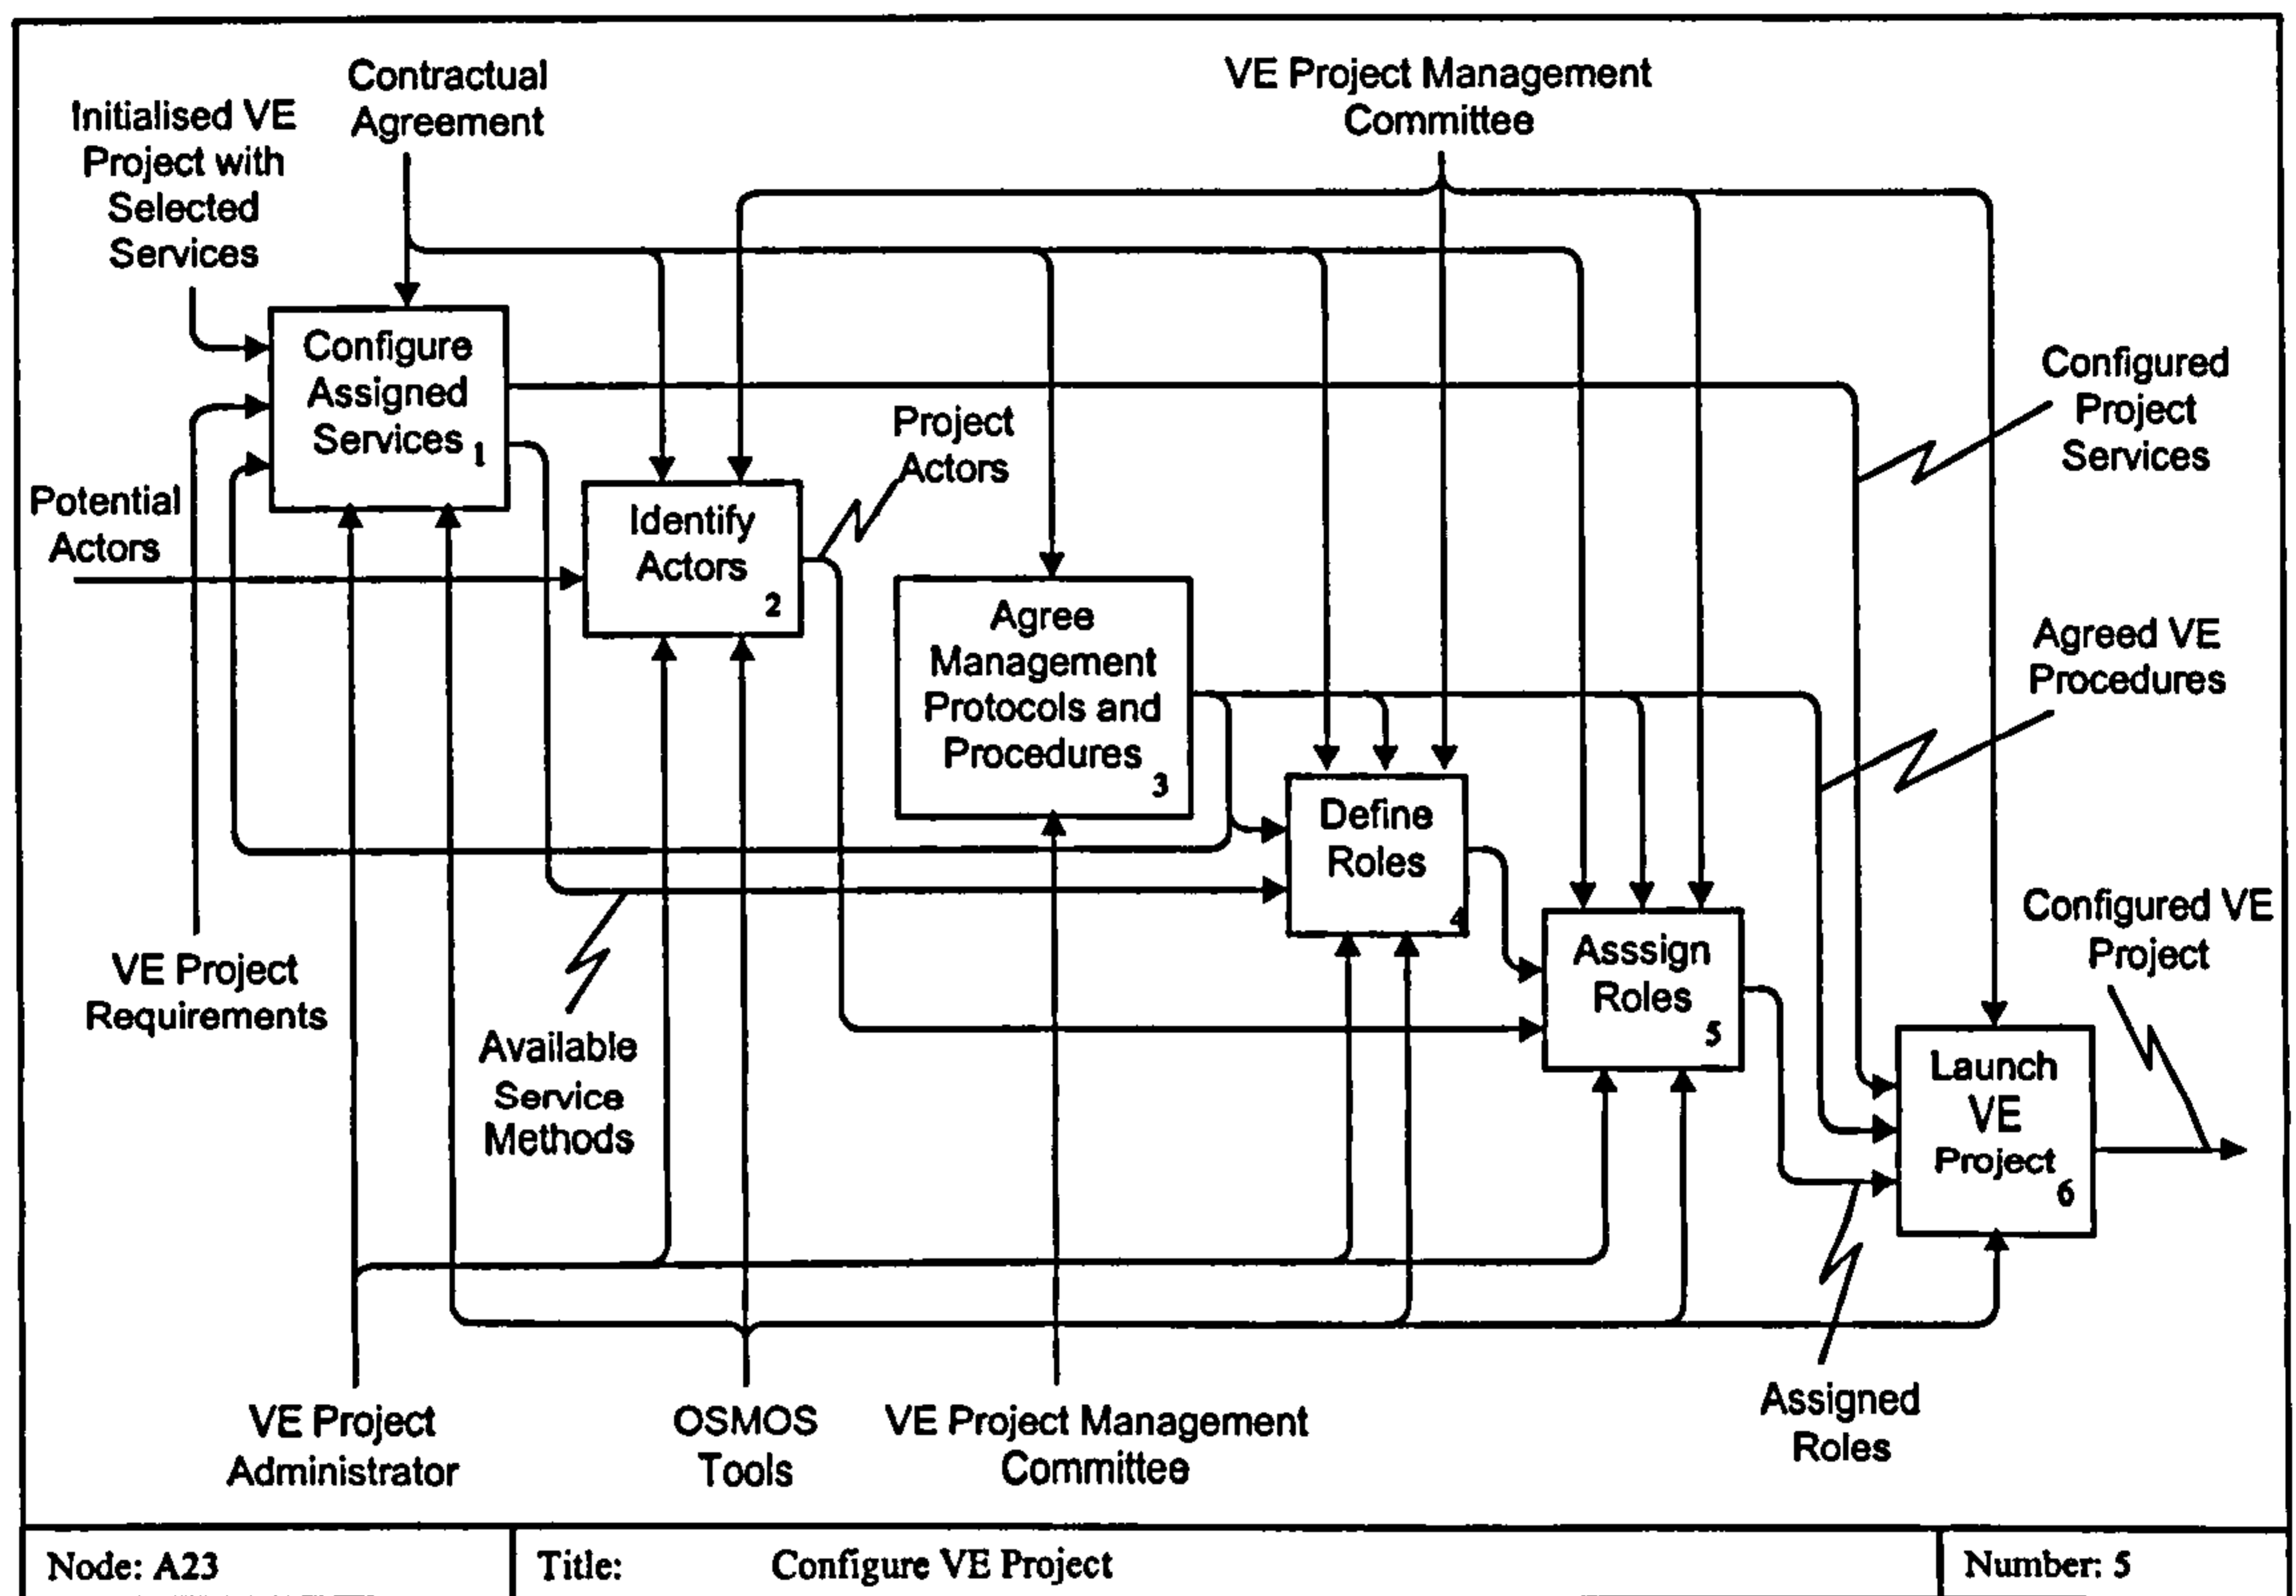 Contractual
Agreement
VE Project Management
Committee
Initialised VE
Project with
Selected
Services
Configure
Assigned
Services 1
Configured
Project
Services
Project
Actors
Potential
Actors
Identify
Actors
2
Agree
Management
Protocols and
Procedures
3
Agreed VE
Procedures
Define
Roles
4
VE Project
Requirements
Asssign
Roles
5
Configured VE
Project
Available
Service
Methods
Launch
VE
Project
6
VE Project
Administrator
OSMOS
Tools
VE Project Management
Committee
Assigned
Roles
Node: A23
Title: Configure VE Project
Number: 5